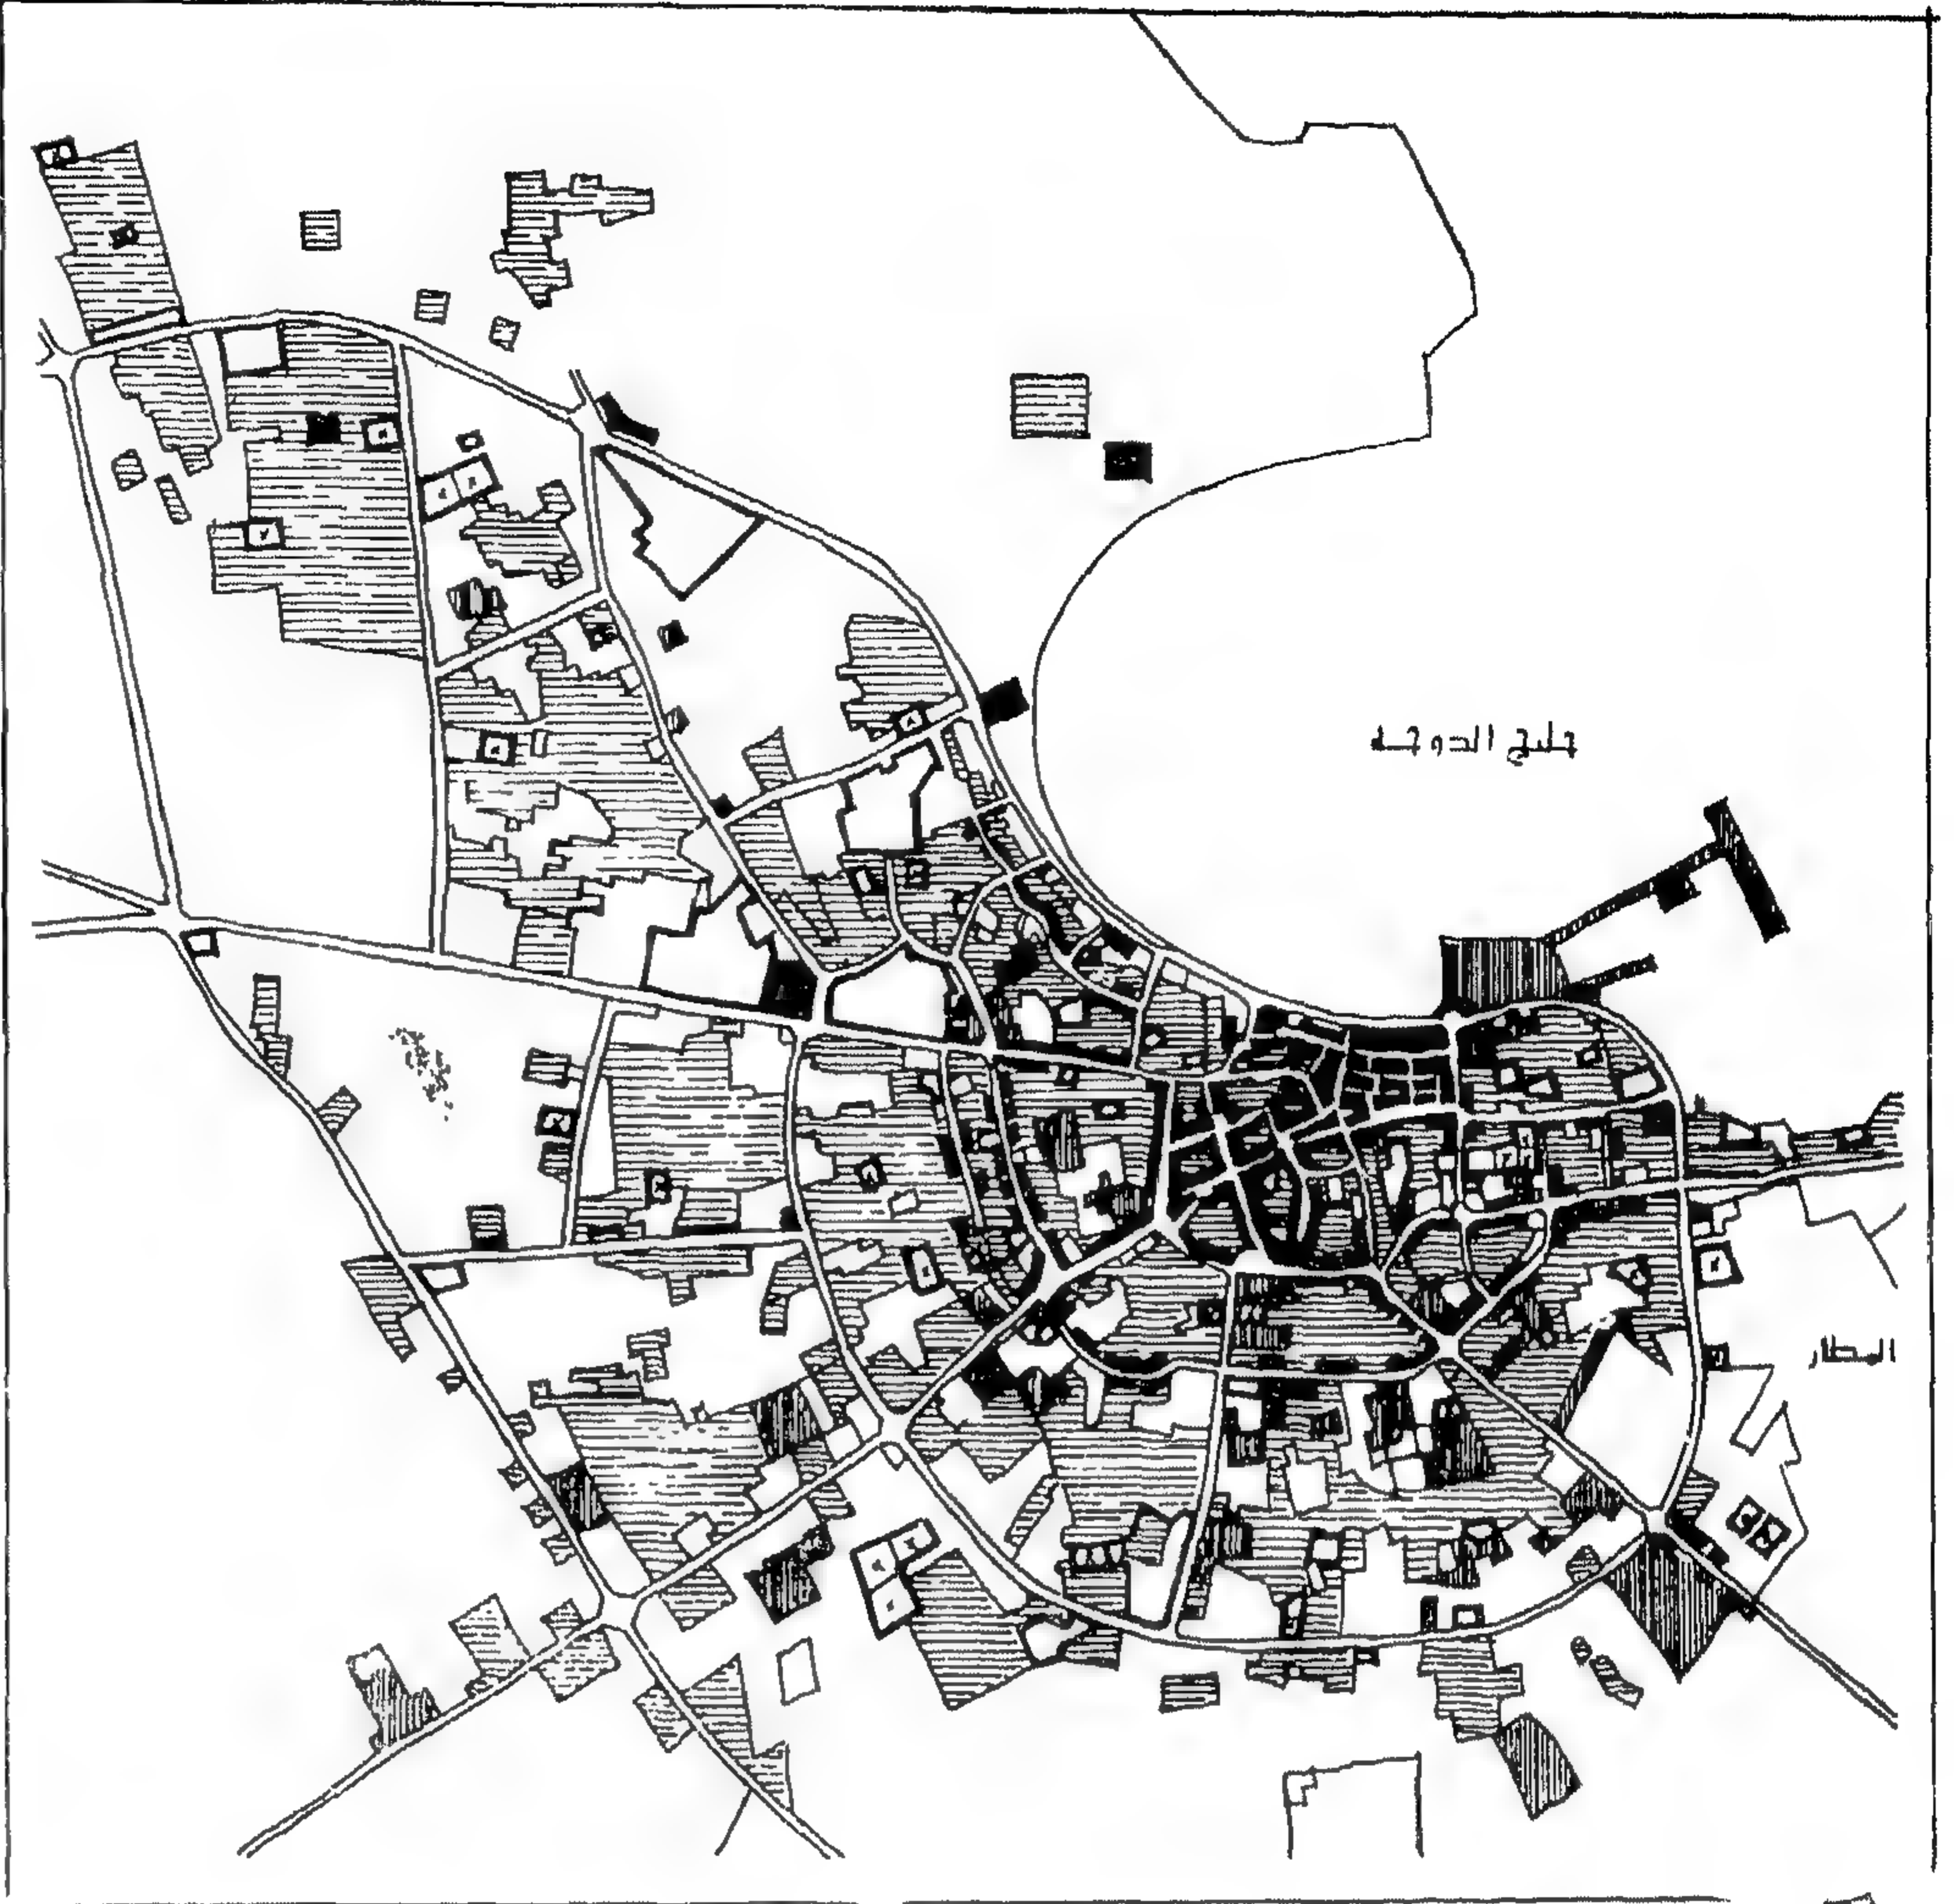 خليج الدوحة
المطار